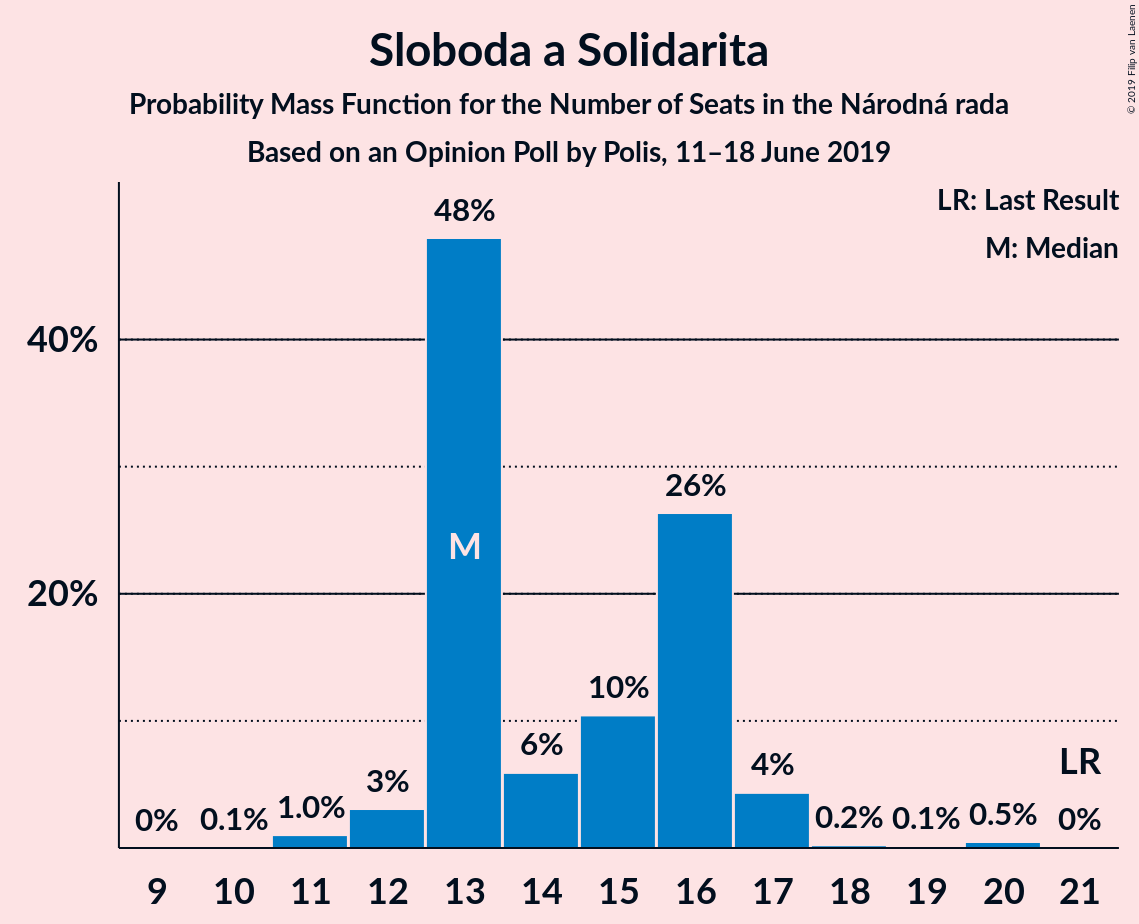 Sloboda a Solidarita
Probability Mass Function for the Number of Seats in the Národná rada
Based on an Opinion Poll by Polis, 11–18 June 2019
© 2019 Filip van Laenen
LR: Last Result
M: Median
40%
20%
0%
0.1%
1.0%
3%
48%
M
6%
10%
26%
4%
0.2%
0.1%
0.5%
LR
0%
9 10 11 12 13 14 15 16 17 18 19 20 21